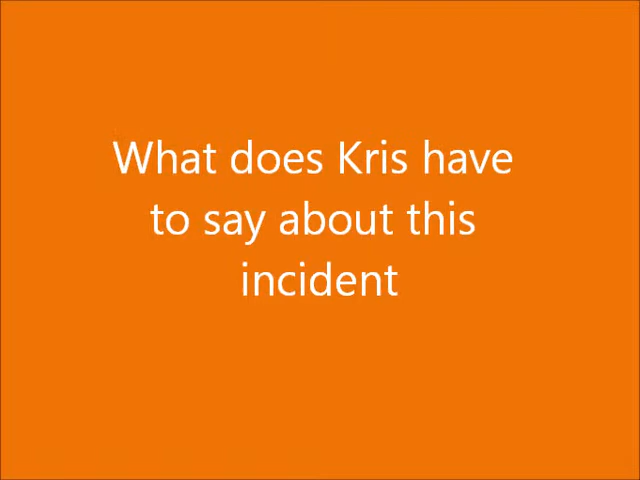 What does Kris have
to say about this
incident